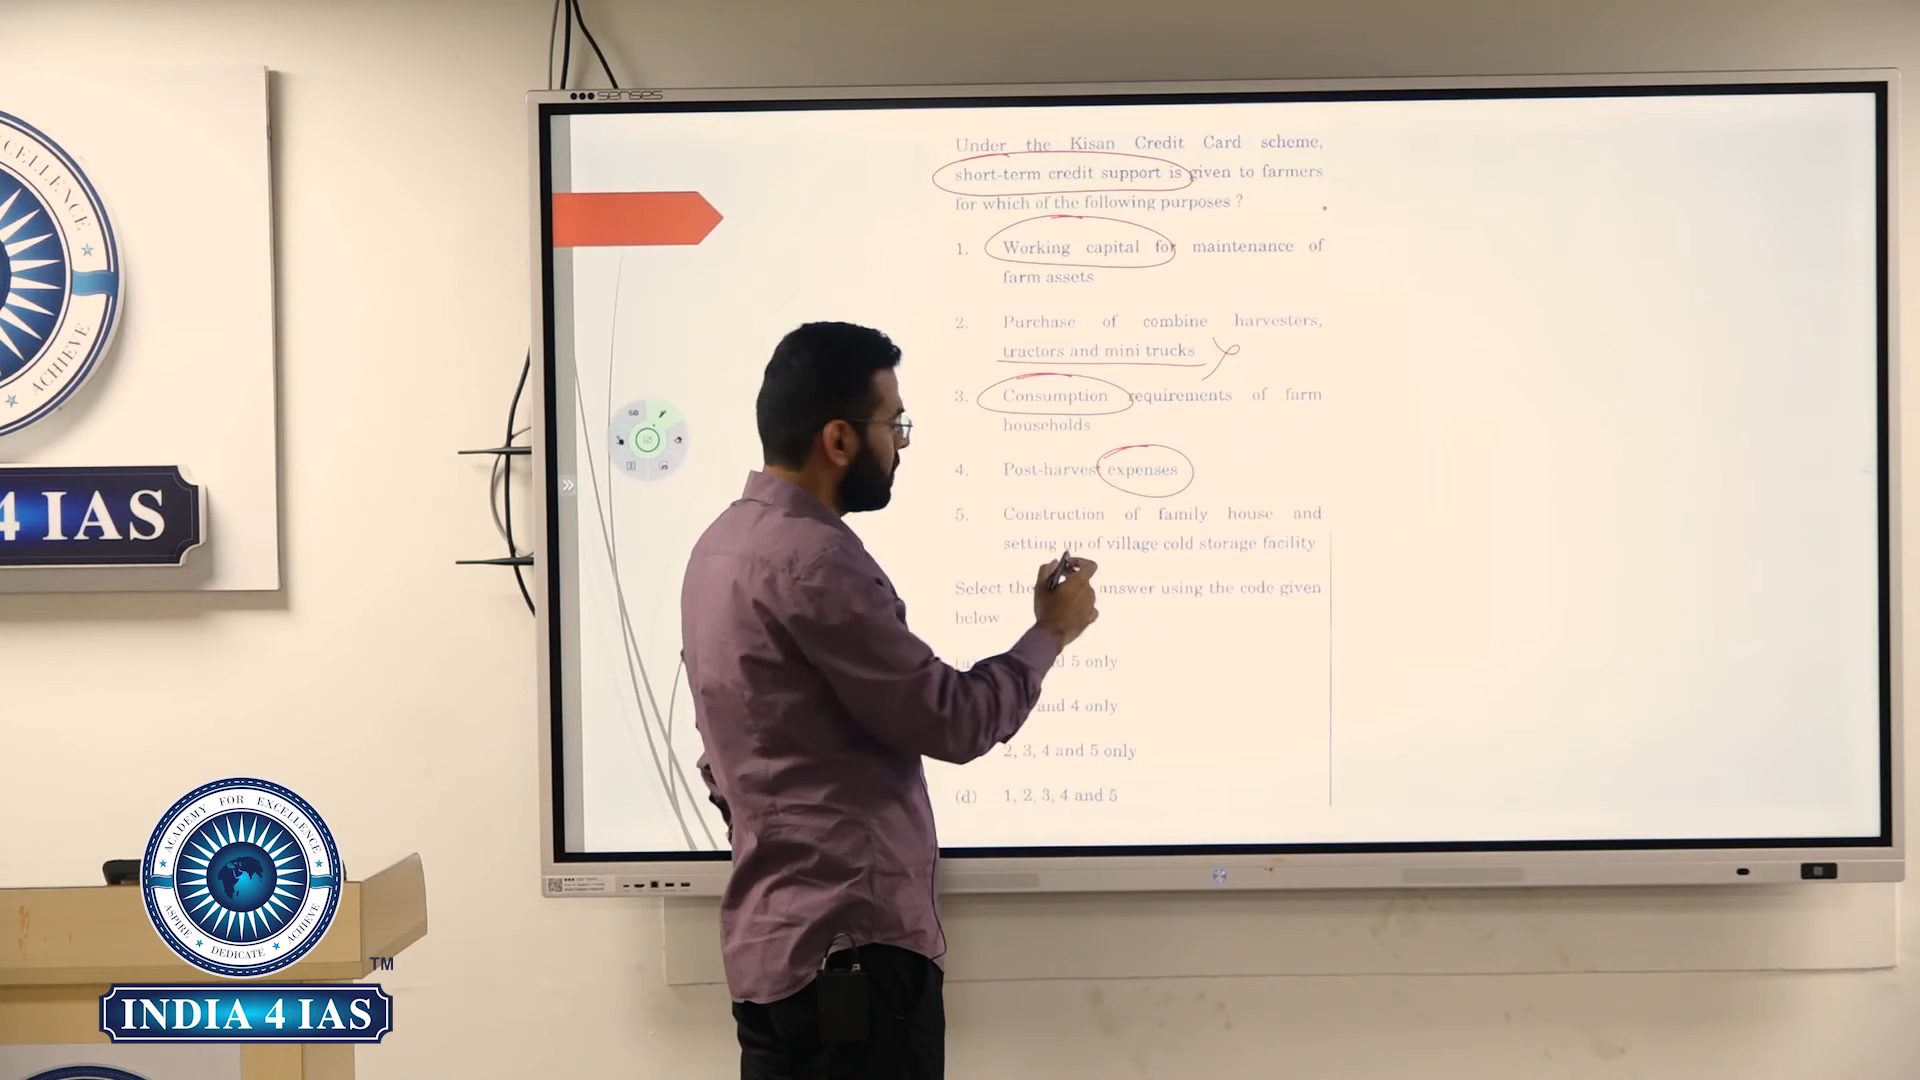 senses
Under the Kisan Credit Card scheme,
short-term credit support is given to farmers
for which of the following purposes ?
1. Working capital for maintenance of
farm assets
2. Purchase of combine harvesters,
tractors and mini trucks
3. Consumption requirements of farm
households
4. Post-harvest expenses
5. Construction of family house and
setting up of village cold storage facility
Select the answer using the code given
below
5 only
and 4 only
2, 3, 4 and 5 only
(d) 1, 2, 3, 4 and 5
ACHIEVE
4 IAS
ACADEMY FOR EXCELLENCE
ASPIRE DEDICATE ACHIEVE
TM
INDIA 4 IAS